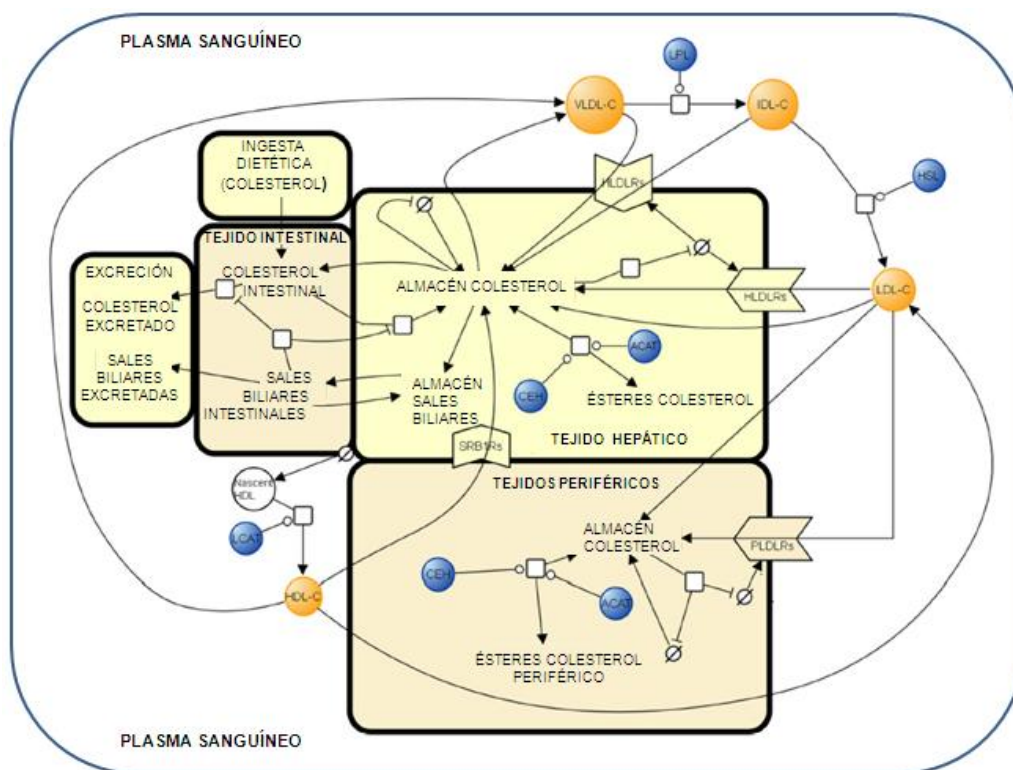 PLASMA SANGUÍNEO
LPL
VLDL-C
IDL-C
INGESTA
DIETÉTICA
(COLESTEROL)
HLDLRs
HSL
TEJIDO INTESTINAL
EXCRECIÓN
COLESTEROL
EXCRETADO
SALES
BILIARES
EXCRETADAS
COLESTEROL
INTESTINAL
ALMACÉN COLESTEROL
HLDLRs
LDL-C
SALES
BILIARES
INTESTINALES
ALMACÉN
SALES
BILIARES
ACAT
CEH
ÉSTERES COLESTEROL
SRB1Rs
TEJIDO HEPÁTICO
Nascent
HDL
LCAT
HDL-C
TEJIDOS PERIFÉRICOS
ALMACÉN
COLESTEROL
PLDLRs
CEH
ACAT
ÉSTERES COLESTEROL
PERIFÉRICO
PLASMA SANGUÍNEO